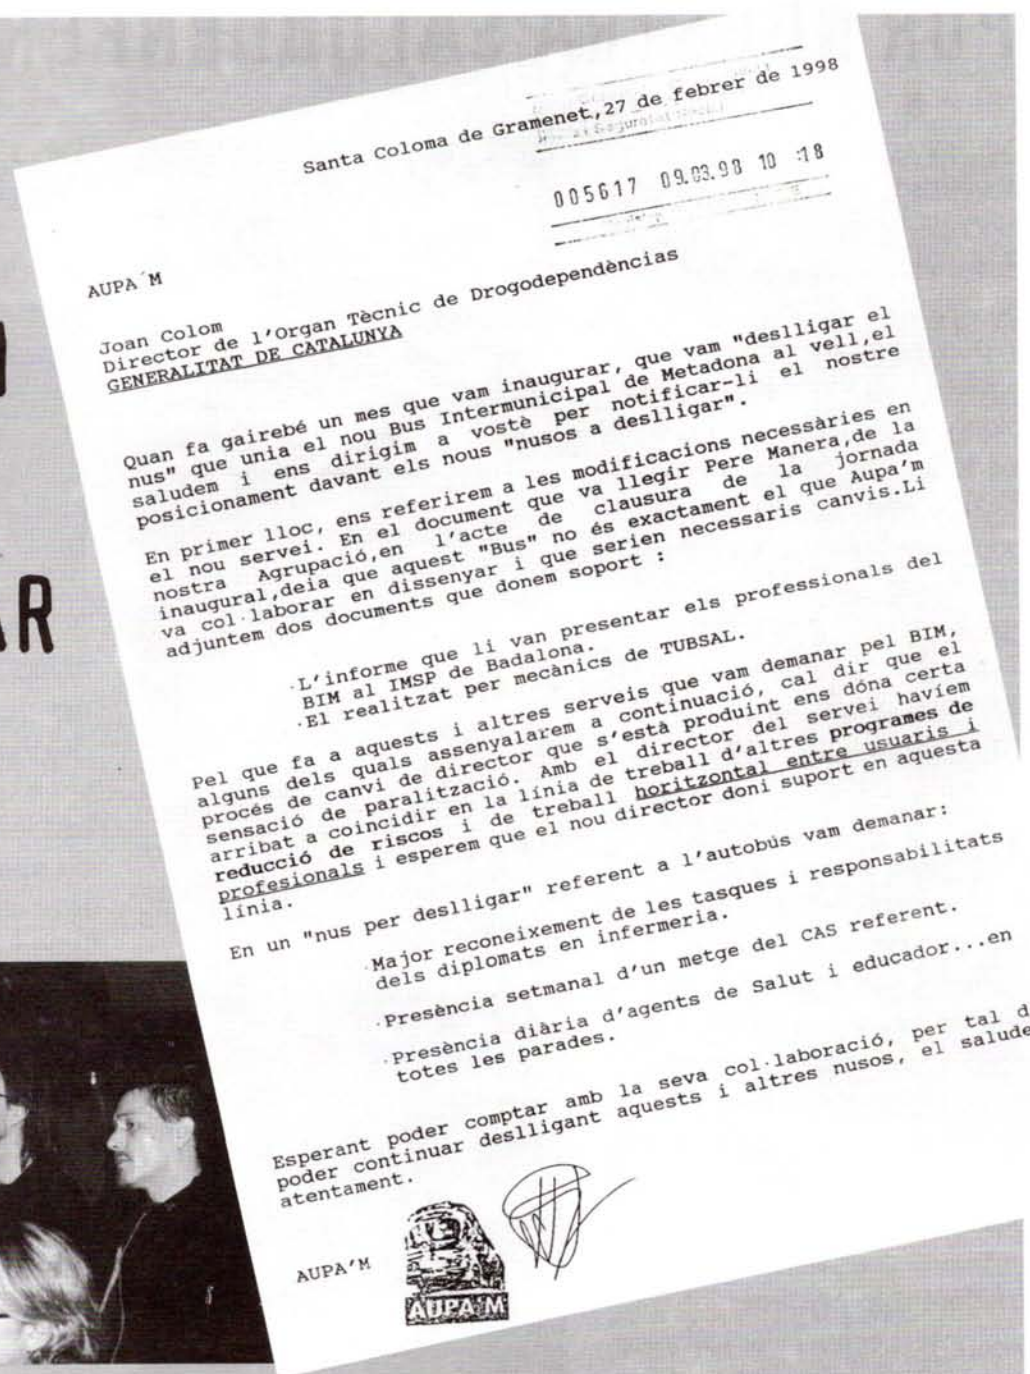 Santa Coloma de Gramenet,27 de febrer de 1998
005617 09.03.98 10 :18
AUPA´M
Joan Colom
Director de l'Organ Tècnic de Drogodependències
GENERALITAT DE CATALUNYA
Quan fa gairebé un mes que vam inaugurar, que vam "deslligar el
nus" que unia el nou Bus Intermunicipal de Metadona al vell,el
saludem i ens dirigim a vostè per notificar-li el nostre
posicionament davant els nous "nusos a deslligar".
En primer lloc, ens referirem a les modificacions necessàries en
el nou servei. En el document que va llegir Pere Manera,de la
nostra Agrupació,en l'acte de clausura de la jornada
inaugural,deia que aquest "Bus" no és exactament el que Aupa'm
va col·laborar en dissenyar i que serien necessaris canvis.Li
adjuntem dos documents que donem soport :
·L'informe que li van presentar els professionals del
BIM al IMSP de Badalona.
·El realitzat per mecànics de TUBSAL.
Pel que fa a aquests i altres serveis que vam demanar pel BIM,
alguns dels quals assenyalarem a continuació, cal dir que el
procés de canvi de director que s'està produint ens dóna certa
sensació de paralització. Amb el director del servei havíem
arribat a coincidir en la línia de treball d'altres programes de
reducció de riscos i de treball horitzontal entre usuaris i
profesionals i esperem que el nou director doni suport en aquesta
línia.
En un "nus per deslligar" referent a l'autobús vam demanar:
·Major reconeixement de les tasques i responsabilitats
dels diplomats en infermeria.
·Presència setmanal d'un metge del CAS referent.
·Presència diària d'agents de Salut i educador...en
totes les parades.
Esperant poder comptar amb la seva col·laboració, per tal d
poder continuar deslligant aquests i altres nusos, el salude
atentament.
AUPA'M
AUPA'M